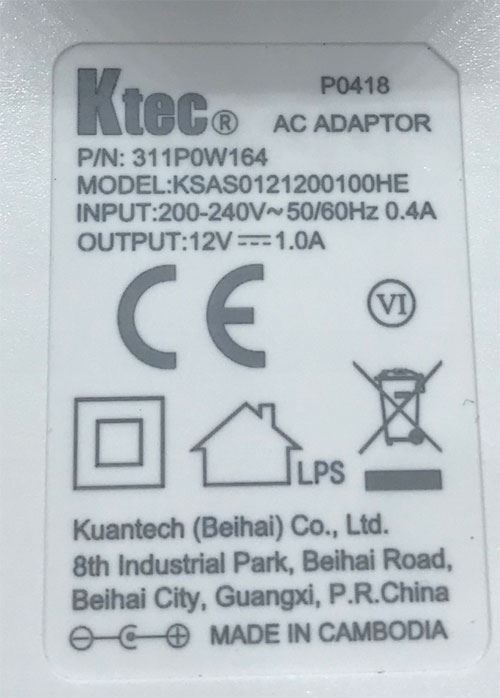 Ktec® P0418
AC ADAPTOR
P/N: 311P0W164
MODEL:KSAS0121200100HE
INPUT:200-240V~50/60Hz 0.4A
OUTPUT:12V⎓1.0A
CE
VI
LPS
Kuantech (Beihai) Co., Ltd.
8th Industrial Park, Beihai Road,
Beihai City, Guangxi, P.R.China
MADE IN CAMBODIA